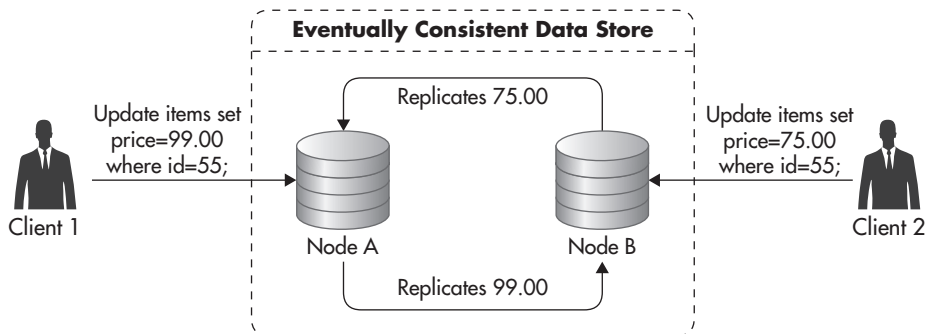 Eventually Consistent Data Store
Replicates 75.00
Update items set
price=99.00
where id=55;
Client 1
Node A
Node B
Update items set
price=75.00
where id=55;
Client 2
Replicates 99.00